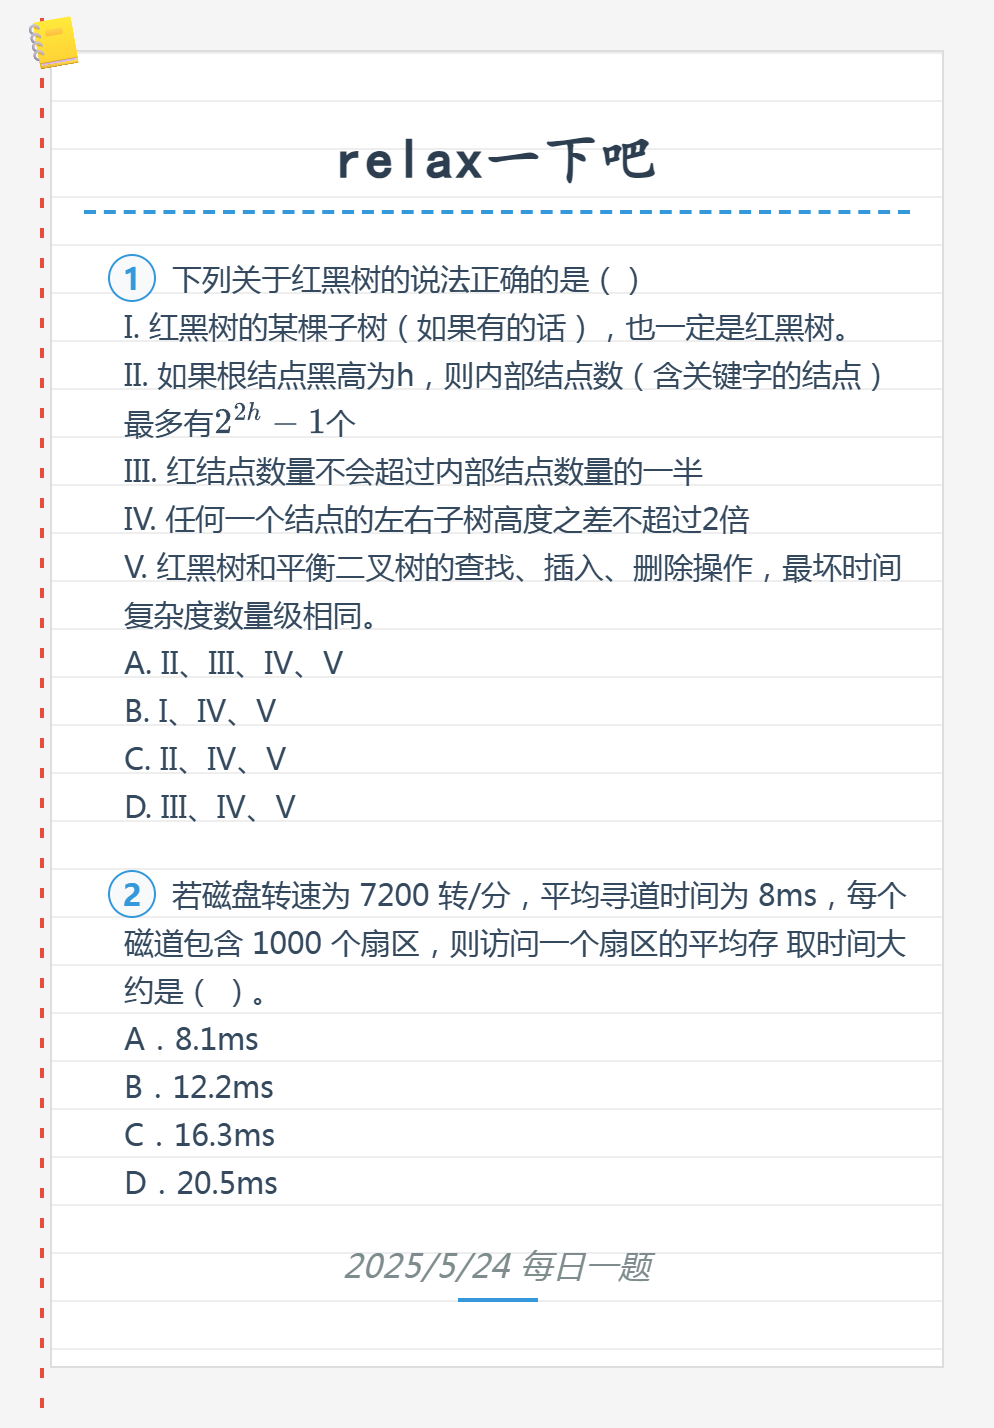 relax一下吧
1 下列关于红黑树的说法正确的是（ ）
I. 红黑树的某棵子树（如果有的话），也一定是红黑树。
II. 如果根结点黑高为h，则内部结点数（含关键字的结点）
最多有$2^{2h} - 1$个
III. 红结点数量不会超过内部结点数量的一半
IV. 任何一个结点的左右子树高度之差不超过2倍
V. 红黑树和平衡二叉树的查找、插入、删除操作，最坏时间
复杂度数量级相同。
A. II、III、IV、V
B. I、IV、V
C. II、IV、V
D. III、IV、V
2 若磁盘转速为 7200 转/分，平均寻道时间为 8ms，每个
磁道包含 1000 个扇区，则访问一个扇区的平均存 取时间大
约是（ ）。
A．8.1ms
B．12.2ms
C．16.3ms
D．20.5ms
2025/5/24 每日一题